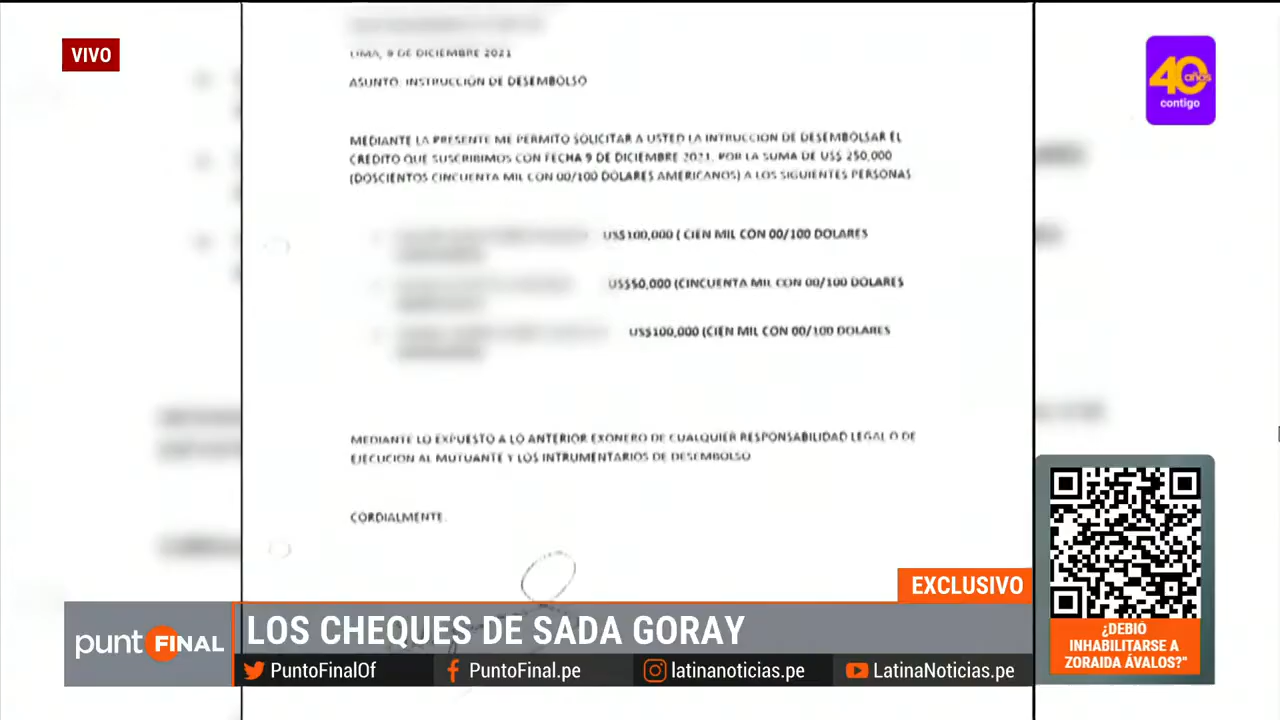 VIVO
40 años
contigo
LIMA, 9 DE DICIEMBRE 2021
ASUNTO: INSTRUCCIÓN DE DESEMBOLSO
MEDIANTE LA PRESENTE ME PERMITO SOLICITAR A USTED LA INTRUCCION DE DESEMBOLSAR EL
CREDITO QUE SUSCRIBIMOS CON FECHA 9 DE DICIEMBRE 2021. POR LA SUMA DE US$ 250,000
(DOSCIENTOS CINCUENTA MIL CON 00/100 DOLARES AMERICANOS) A LOS SIGUIENTES PERSONAS
US$100,000 ( CIEN MIL CON 00/100 DOLARES
US$50,000 (CINCUENTA MIL CON 00/100 DOLARES
US$100,000 (CIEN MIL CON 00/100 DOLARES
MEDIANTE LO EXPUESTO A LO ANTERIOR EXONERO DE CUALQUIER RESPONSABILIDAD LEGAL O DE
EJECUCION AL MUTUANTE Y LOS INTRUMENTARIOS DE DESEMBOLSO
CORDIALMENTE.
EXCLUSIVO
punto FINAL
LOS CHEQUES DE SADA GORAY
PuntoFinalOf
PuntoFinal.pe
latinanoticias.pe
LatinaNoticias.pe
¿DEBIÓ
INHABILITARSE A
ZORAIDA ÁVALOS?"